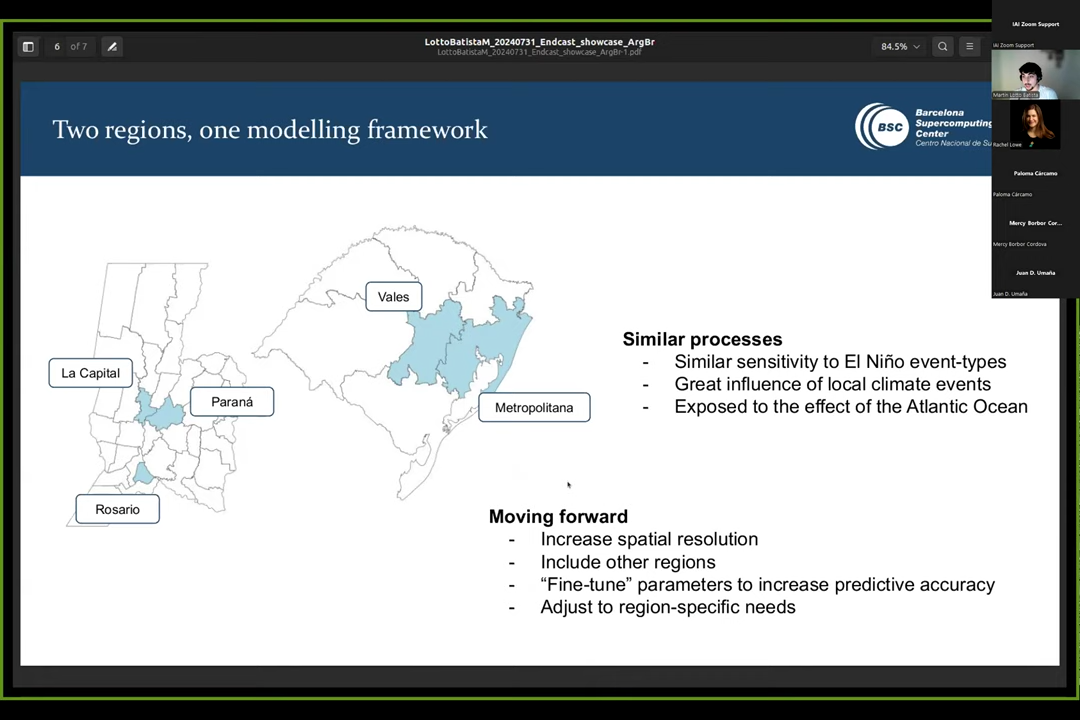 6 of 7
LottoBatistaM_20240731_Endcast_showcase_ArgBr
LottoBatistaM_20240731_Endcast_showcase_ArgBr-1.pdf
84.5%
Two regions, one modelling framework
BSC
Barcelona
Supercomputing
Center
Centro Nacional de Su
Vales
La Capital
Paraná
Metropolitana
Rosario
Similar processes
- Similar sensitivity to El Niño event-types
- Great influence of local climate events
- Exposed to the effect of the Atlantic Ocean
Moving forward
- Increase spatial resolution
- Include other regions
- “Fine-tune” parameters to increase predictive accuracy
- Adjust to region-specific needs
IAI Zoom Support
IAI Zoom Support
Martín Lotto Batista
Rachel Lowe
Paloma Cárcamo
Paloma Cárcamo
Mercy Borbor Cor...
Mercy Borbor Cordova
Juan D. Umaña
Juan D. Umaña